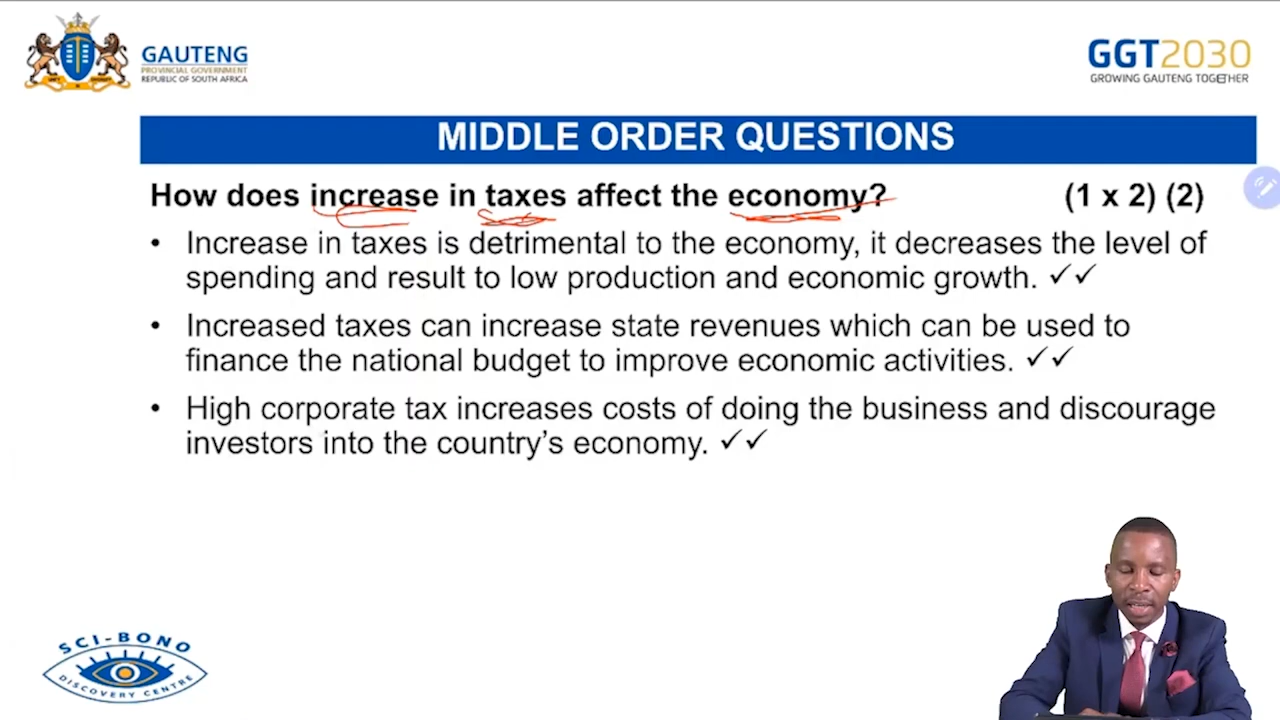 GAUTENG
PROVINCIAL GOVERNMENT
REPUBLIC OF SOUTH AFRICA
GGT2030
GROWING GAUTENG TOGETHER
MIDDLE ORDER QUESTIONS
How does increase in taxes affect the economy? (1 x 2) (2)
• Increase in taxes is detrimental to the economy, it decreases the level of
spending and result to low production and economic growth. ✓✓
• Increased taxes can increase state revenues which can be used to
finance the national budget to improve economic activities. ✓✓
• High corporate tax increases costs of doing the business and discourage
investors into the country’s economy. ✓✓
SCI-BONO
DISCOVERY CENTRE